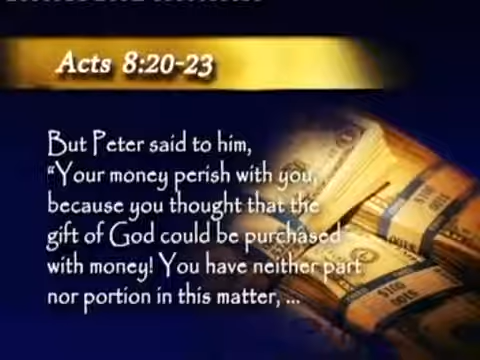 Acts 8:20-23
But Peter said to him,
“Your money perish with you,
because you thought that the
gift of God could be purchased
with money! You have neither part
nor portion in this matter, ...
$100